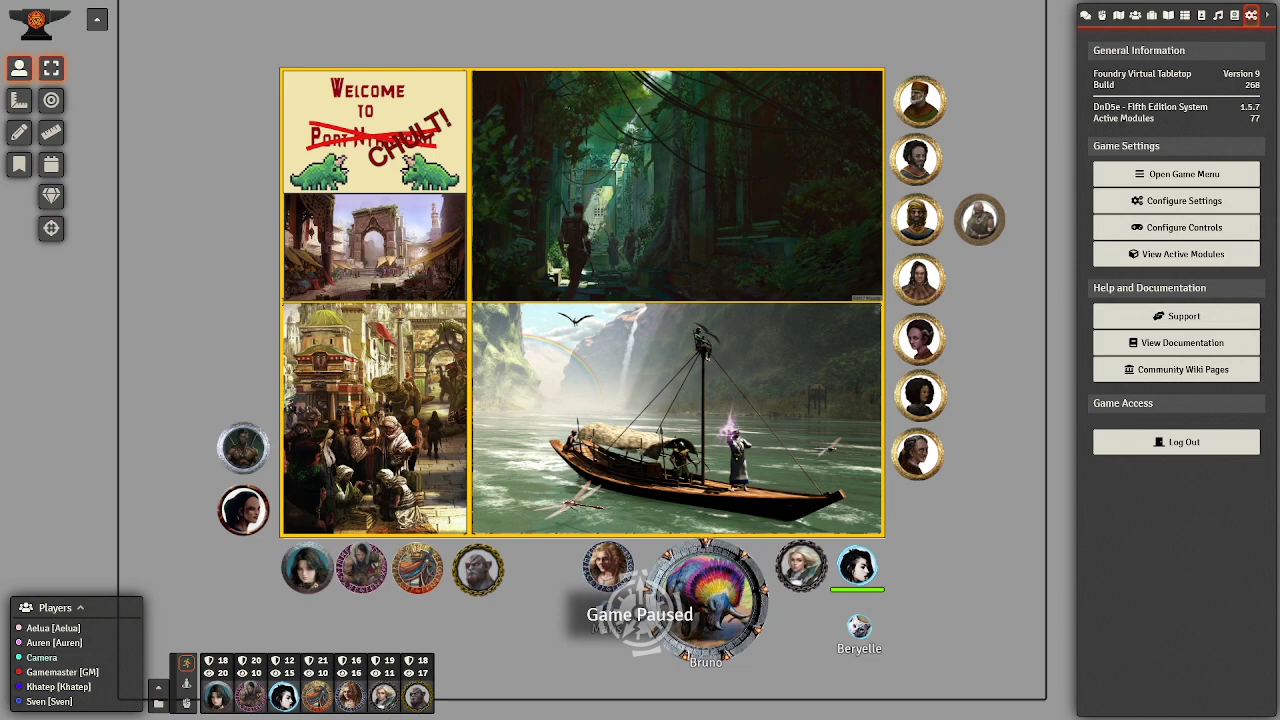 WELCOME
TO
PORT NYANZARU
CHULT!
Game Paused
Bruno
Beryelle
Players
Aelua [Aelua]
Auren [Auren]
Camera
Gamemaster [GM]
Khatep [Khatep]
Sven [Sven]
18 20 12 21 16 19 18
20 10 15 10 16 11 17
General Information
Foundry Virtual Tabletop Version 9
Build 268
DnD5e - Fifth Edition System 1.5.7
Active Modules 77
Game Settings
Open Game Menu
Configure Settings
Configure Controls
View Active Modules
Help and Documentation
Support
View Documentation
Community Wiki Pages
Game Access
Log Out